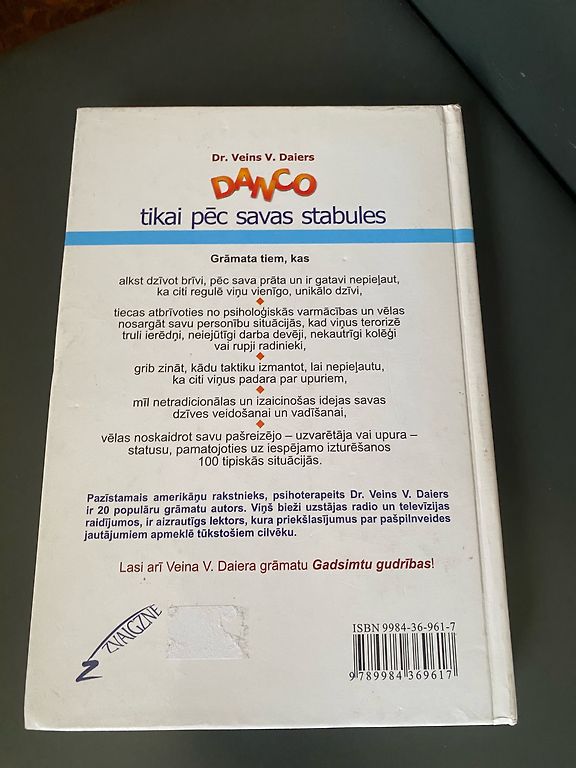 Dr. Veins V. Daiers
DANCO
tikai pēc savas stabules
Grāmata tiem, kas
alkst dzīvot brīvi, pēc sava prāta un ir gatavi nepieļaut,
ka citi regulē viņu vienīgo, unikālo dzīvi,
tiecas atbrīvoties no psiholoģiskās varmācības un vēlas
nosargāt savu personību situācijās, kad viņus terorizē
truli ierēdņi, neiejūtīgi darba devēji, nekautrīgi kolēģi
vai rupji radinieki,
grib zināt, kādu taktiku izmantot, lai nepieļautu,
ka citi viņus padara par upuriem,
mīl netradicionālas un izaicinošas idejas savas
dzīves veidošanai un vadīšanai,
vēlas noskaidrot savu pašreizējo – uzvarētāja vai upura –
statusu, pamatojoties uz iespējamo izturēšanos
100 tipiskās situācijās.
Pazīstamais amerikāņu rakstnieks, psihoterapeits Dr. Veins V. Daiers
ir 20 populāru grāmatu autors. Viņš bieži uzstājas radio un televīzijas
raidījumos, ir aizrautīgs lektors, kura priekšlasījumus par pašpilnveides
jautājumiem apmeklē tūkstošiem cilvēku.
Lasi arī Veina V. Daiera grāmatu Gadsimtu gudrības!
ZVAIGZNE
ISBN 9984-36-961-7
9 789984 369617